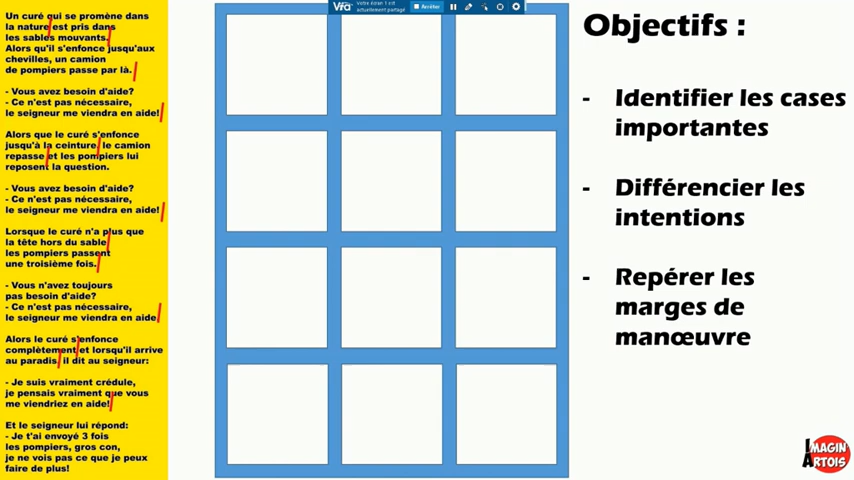 Un curé qui se promène dans
la nature est pris dans
les sables mouvants.
Alors qu'il s'enfonce jusqu'aux
chevilles, un camion
de pompiers passe par là.
- Vous avez besoin d'aide?
- Ce n'est pas nécessaire,
le seigneur me viendra en aide!
Alors que le curé s'enfonce
jusqu'à la ceinture, le camion
repasse et les pompiers lui
reposent la question.
- Vous avez besoin d'aide?
- Ce n'est pas nécessaire,
le seigneur me viendra en aide!
Lorsque le curé n'a plus que
la tête hors du sable,
les pompiers passent
une troisième fois.
- Vous n'avez toujours
pas besoin d'aide?
- Ce n'est pas nécessaire,
le seigneur me viendra en aide.
Alors le curé s'enfonce
complètement et lorsqu'il arrive
au paradis, il dit au seigneur:
- Je suis vraiment crédule,
je pensais vraiment que vous
me viendriez en aide!
Et le seigneur lui répond:
- Je t'ai envoyé 3 fois
les pompiers, gros con,
je ne vois pas ce que je peux
faire de plus!
Vfa
Votre écran 1 est
actuellement partagé
Arrêter
Objectifs :
- Identifier les cases
importantes
- Différencier les
intentions
- Repérer les
marges de
manœuvre
IMAGIN
ARTOIS